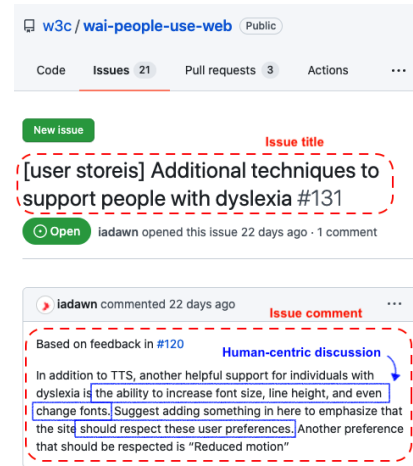 w3c / wai-people-use-web Public
Code Issues 21 Pull requests 3 Actions ...
New issue
Issue title
[user storeis] Additional techniques to
support people with dyslexia #131
Open iadawn opened this issue 22 days ago · 1 comment
iadawn commented 22 days ago ...
Issue comment
Based on feedback in #120
Human-centric discussion
In addition to TTS, another helpful support for individuals with
dyslexia is the ability to increase font size, line height, and even
change fonts. Suggest adding something in here to emphasize that
the site should respect these user preferences. Another preference
that should be respected is “Reduced motion”